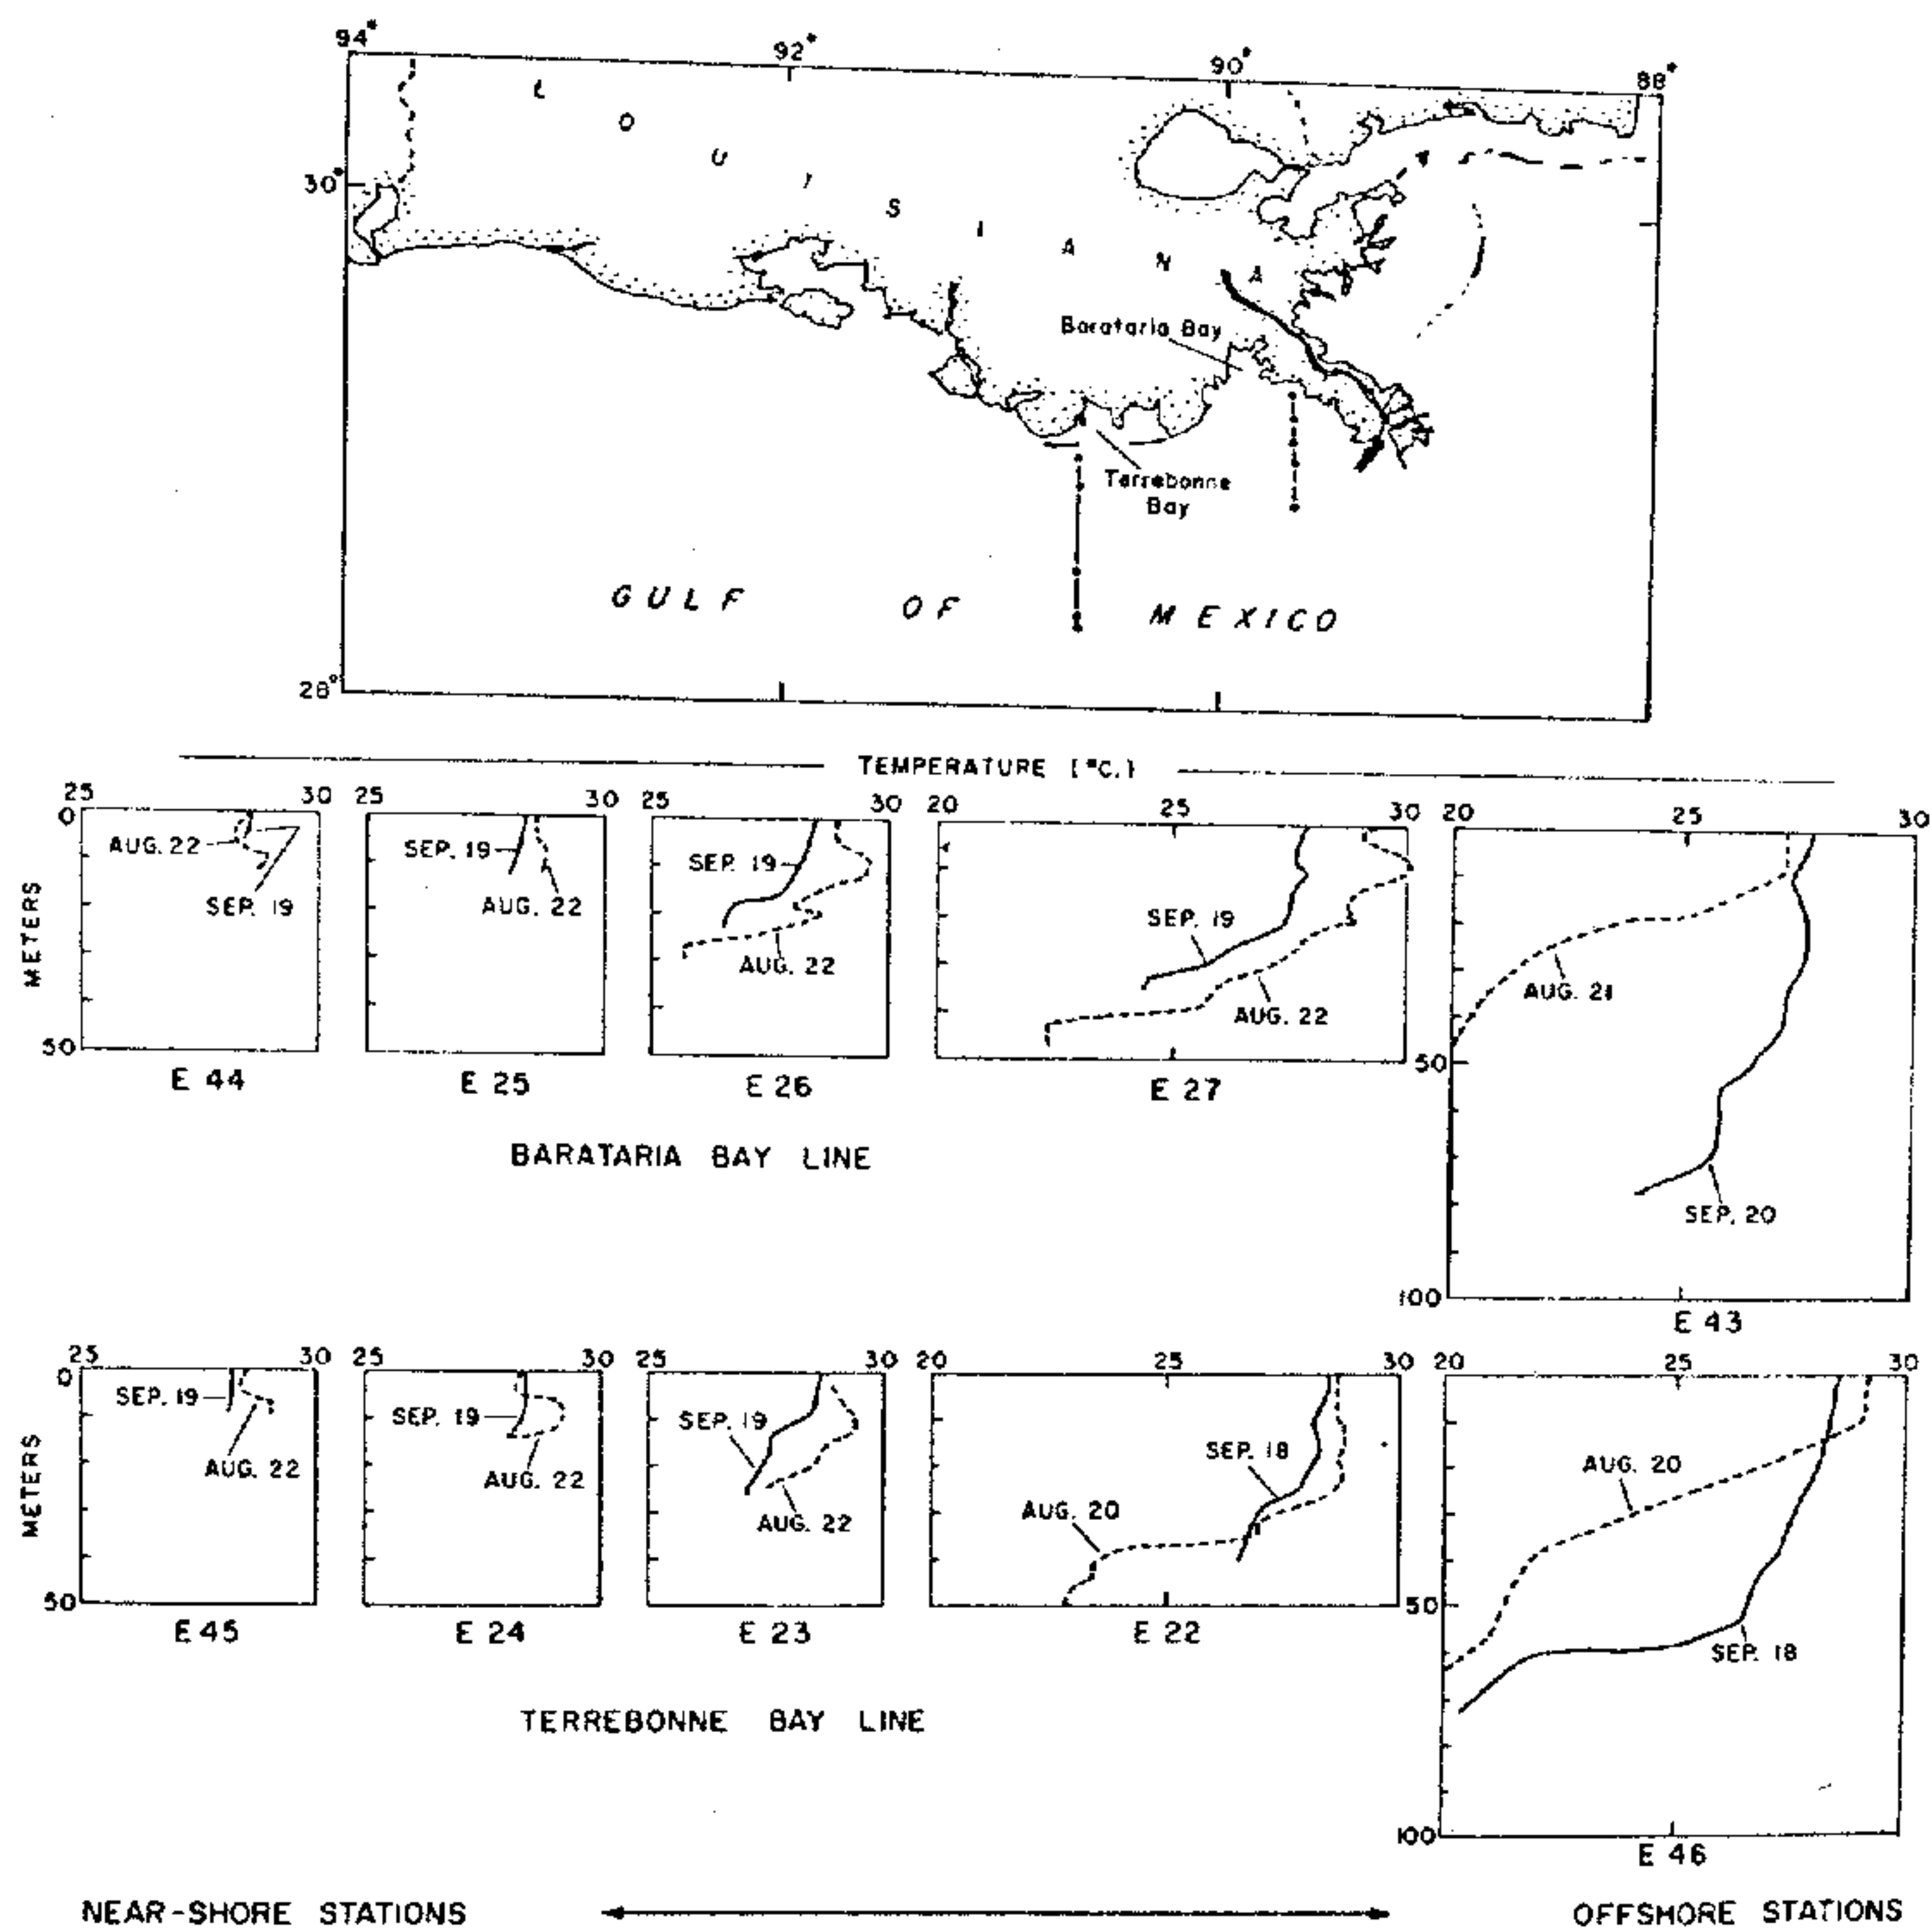 94° 92° 90° 88°
LOUISIANA
30°
Barataria Bay
Terrebonne
Bay
GULF OF MEXICO
28°
TEMPERATURE (°C.)
25 30 25 30 25 30 20 25 30 20 25 30
0
AUG. 22
SEP. 19
SEP. 19
AUG. 22
SEP. 19
AUG. 22
SEP. 19
AUG. 22
AUG. 21
SEP. 20
METERS
50
50
100
E 44 E 25 E 26 E 27
E 43
BARATARIA BAY LINE
25 30 25 30 25 30 20 25 30 20 25 30
0
SEP. 19
AUG. 22
SEP. 19
AUG. 22
SEP. 19
AUG. 22
SEP. 18
AUG. 20
AUG. 20
SEP. 18
METERS
50
50
100
E 45 E 24 E 23 E 22
E 46
TERREBONNE BAY LINE
NEAR-SHORE STATIONS OFFSHORE STATIONS